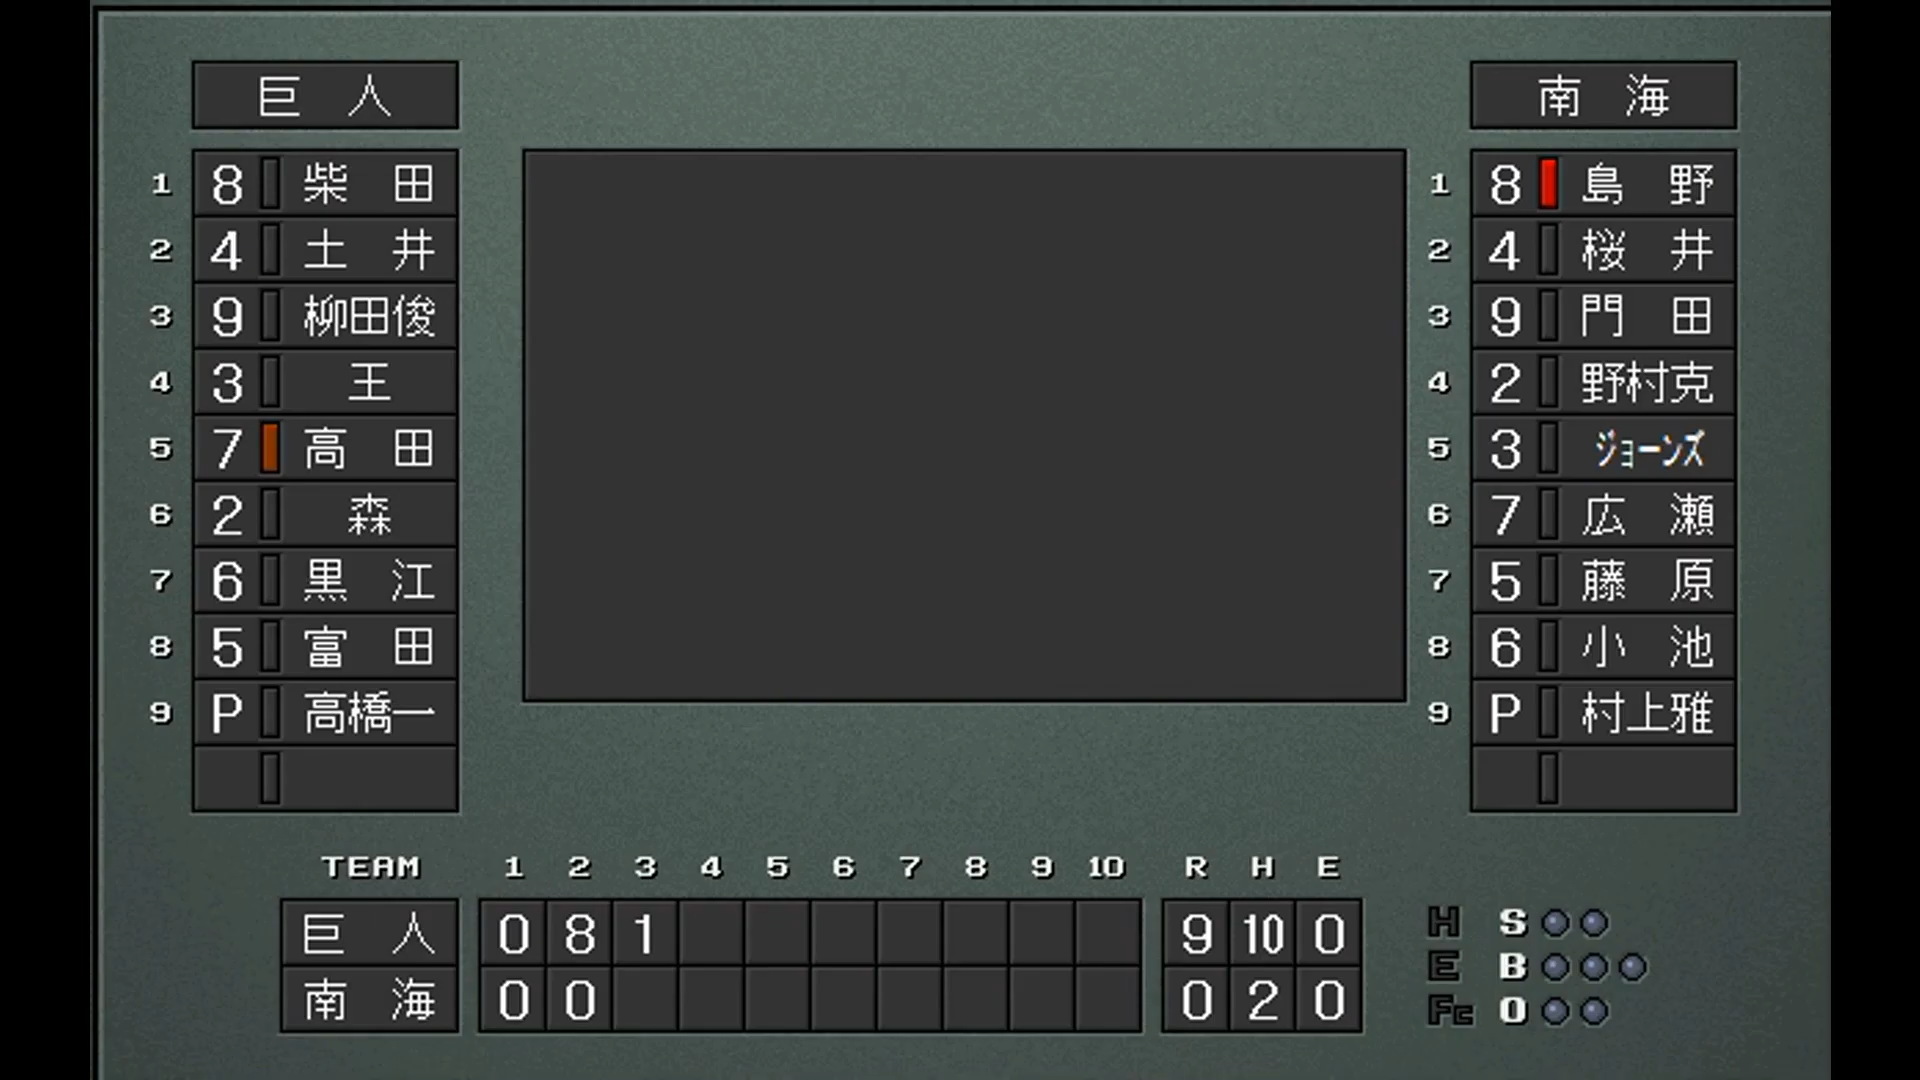 巨人
1 8 柴田
2 4 土井
3 9 柳田俊
4 3 王
5 7 高田
6 2 森
7 6 黒江
8 5 富田
9 P 高橋一
南海
1 8 島野
2 4 桜井
3 9 門田
4 2 野村克
5 3 ジョーンズ
6 7 広瀬
7 5 藤原
8 6 小池
9 P 村上雅
TEAM 1 2 3 4 5 6 7 8 9 10 R H E
巨人 0 8 1 9 10 0
南海 0 0 0 2 0
H S
E B
Fc O